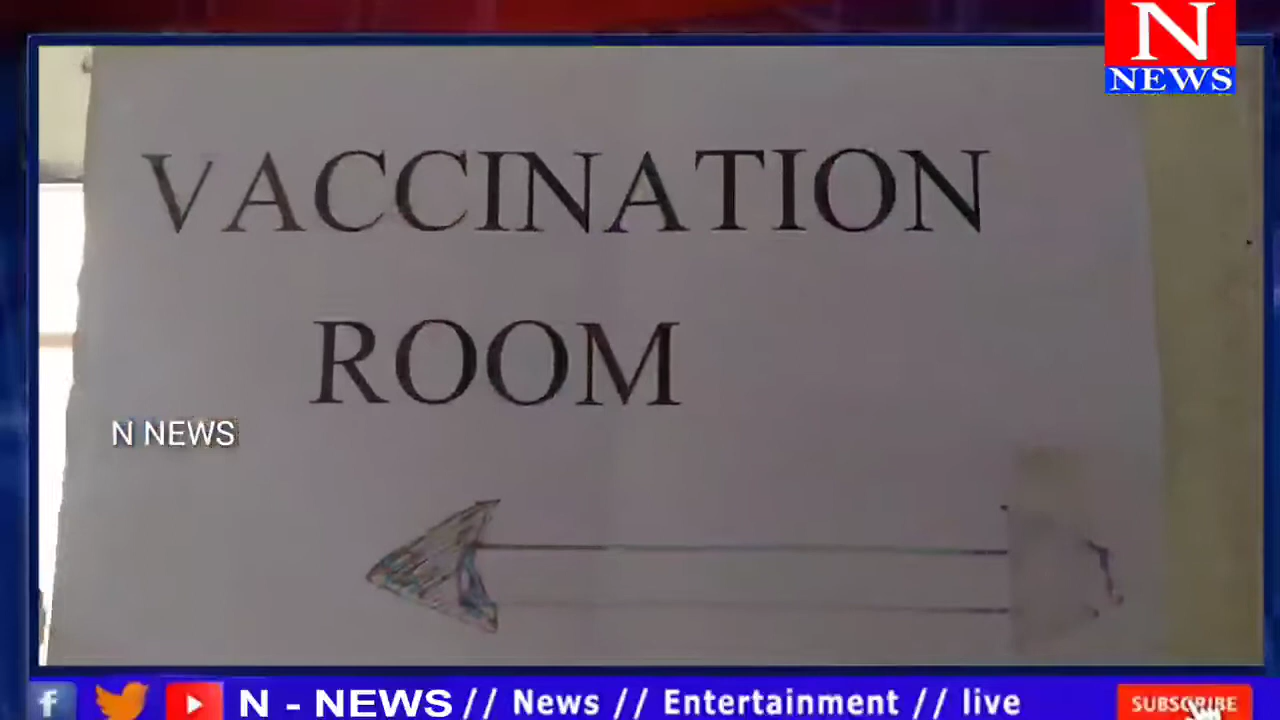 N
NEWS
VACCINATION
ROOM
N NEWS
N - NEWS // News // Entertainment // live
SUBSCRIBE